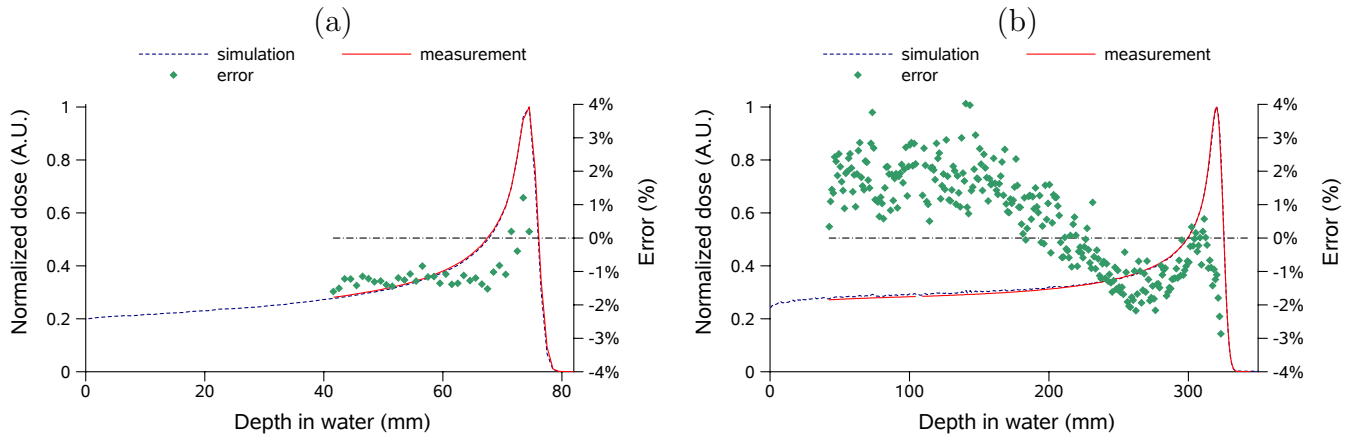 (a)
simulation measurement
error
Normalized dose (A.U.)
1
0.8
0.6
0.4
0.2
0
4%
3%
2%
1%
0%
-1%
-2%
-3%
-4%
Error (%)
0 20 40 60 80
Depth in water (mm)
(b)
simulation measurement
error
Normalized dose (A.U.)
1
0.8
0.6
0.4
0.2
0
4%
3%
2%
1%
0%
-1%
-2%
-3%
-4%
Error (%)
0 100 200 300
Depth in water (mm)